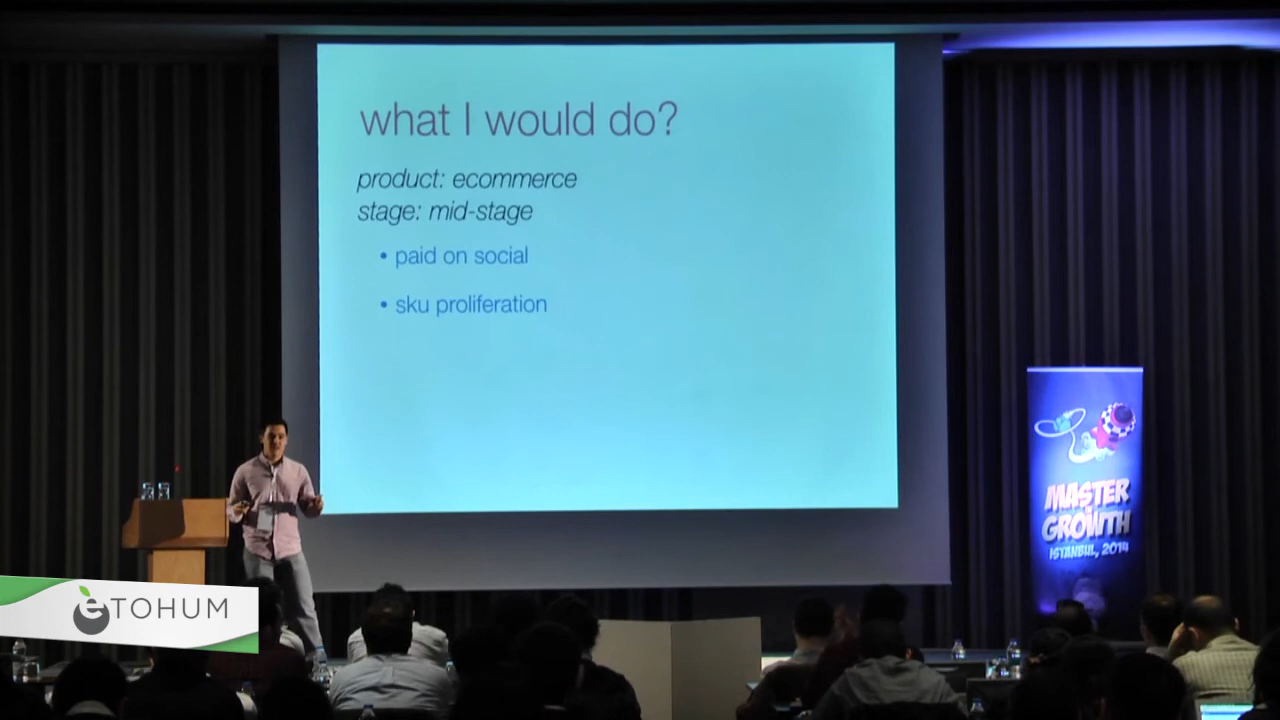 what I would do?
product: ecommerce
stage: mid-stage
• paid on social
• sku proliferation
MASTER
GROWTH
ISTANBUL, 2014
eTOHUM